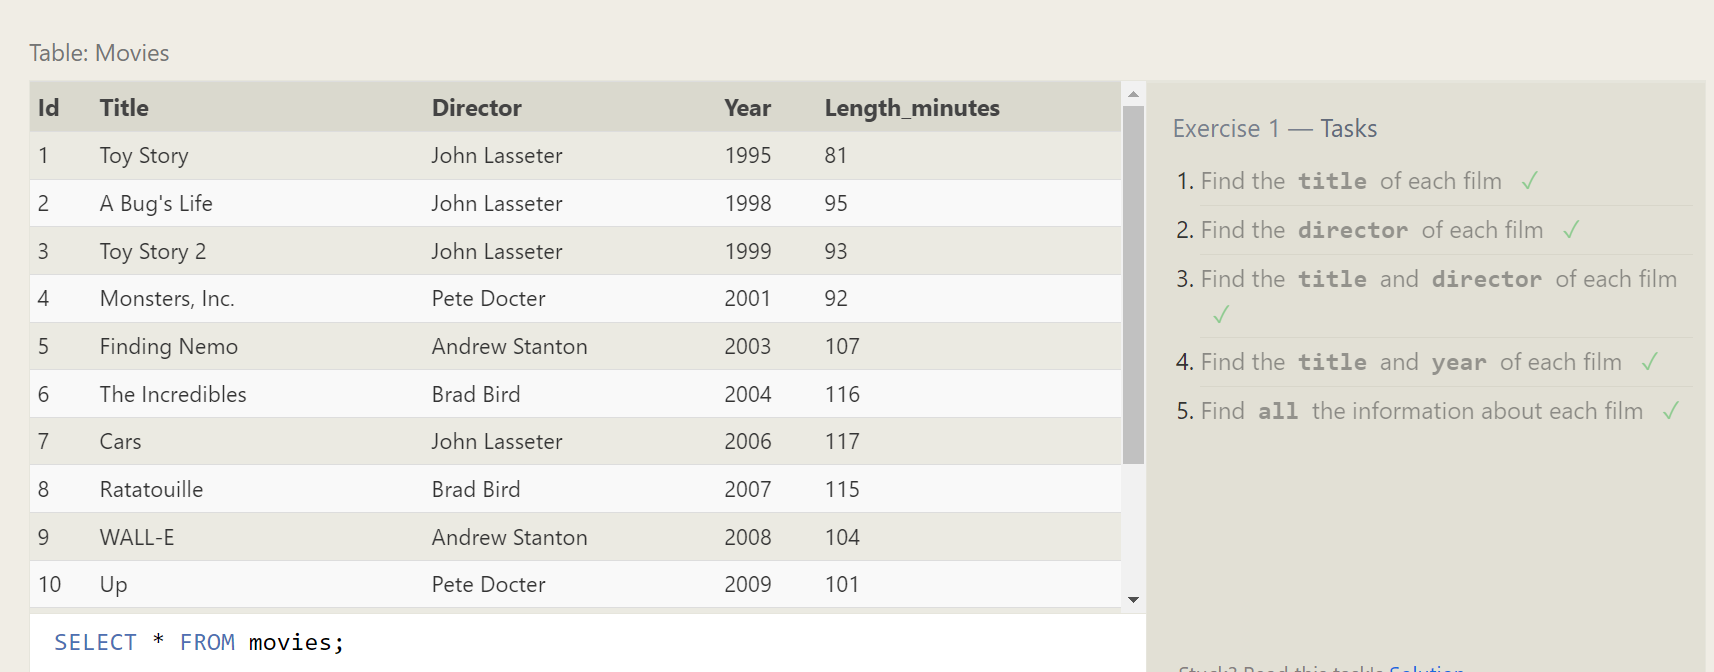 Table: Movies
Id Title Director Year Length_minutes
1 Toy Story John Lasseter 1995 81
2 A Bug's Life John Lasseter 1998 95
3 Toy Story 2 John Lasseter 1999 93
4 Monsters, Inc. Pete Docter 2001 92
5 Finding Nemo Andrew Stanton 2003 107
6 The Incredibles Brad Bird 2004 116
7 Cars John Lasseter 2006 117
8 Ratatouille Brad Bird 2007 115
9 WALL-E Andrew Stanton 2008 104
10 Up Pete Docter 2009 101
SELECT * FROM movies;
Exercise 1 — Tasks
1. Find the title of each film ✓
2. Find the director of each film ✓
3. Find the title and director of each film
✓
4. Find the title and year of each film ✓
5. Find all the information about each film ✓
Stuck? Read this task's Solution